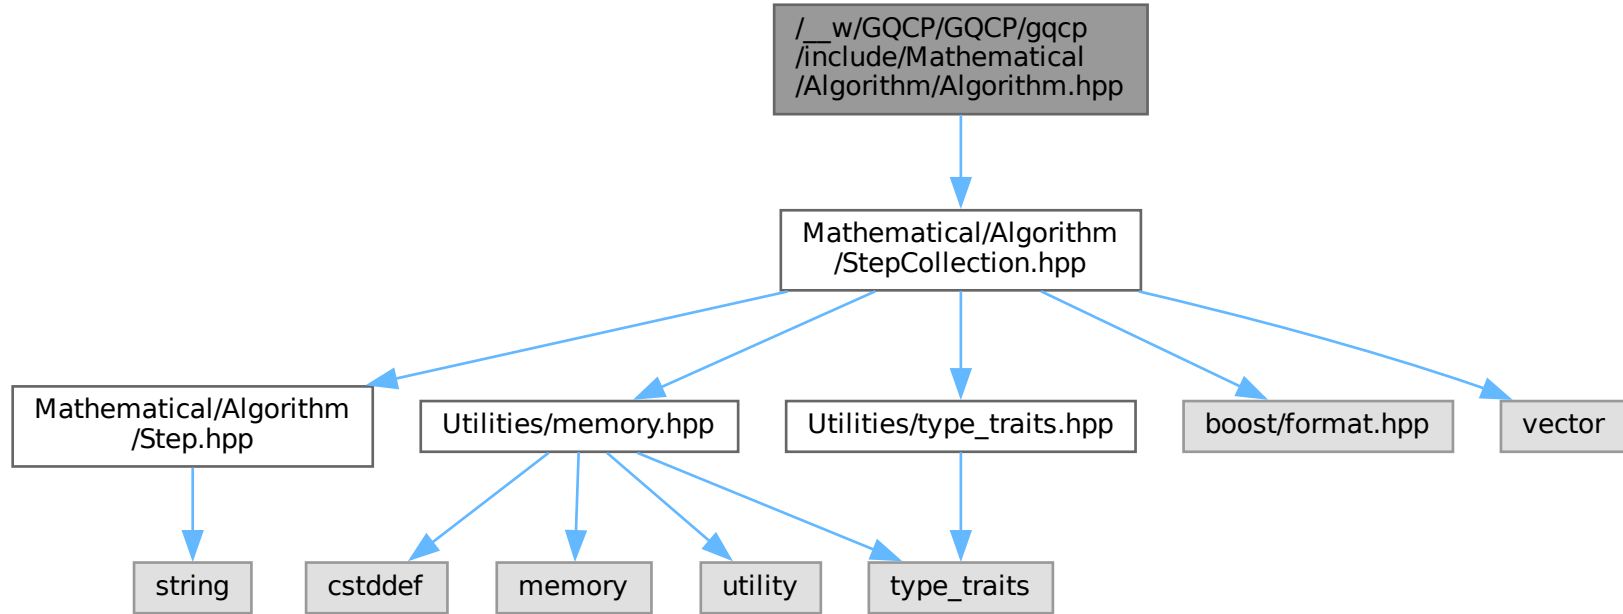 /__w/GQCP/GQCP/gqcp
/include/Mathematical
/Algorithm/Algorithm.hpp
Mathematical/Algorithm
/StepCollection.hpp
Mathematical/Algorithm
/Step.hpp
Utilities/memory.hpp
Utilities/type_traits.hpp
boost/format.hpp
vector
string
cstddef
memory
utility
type_traits